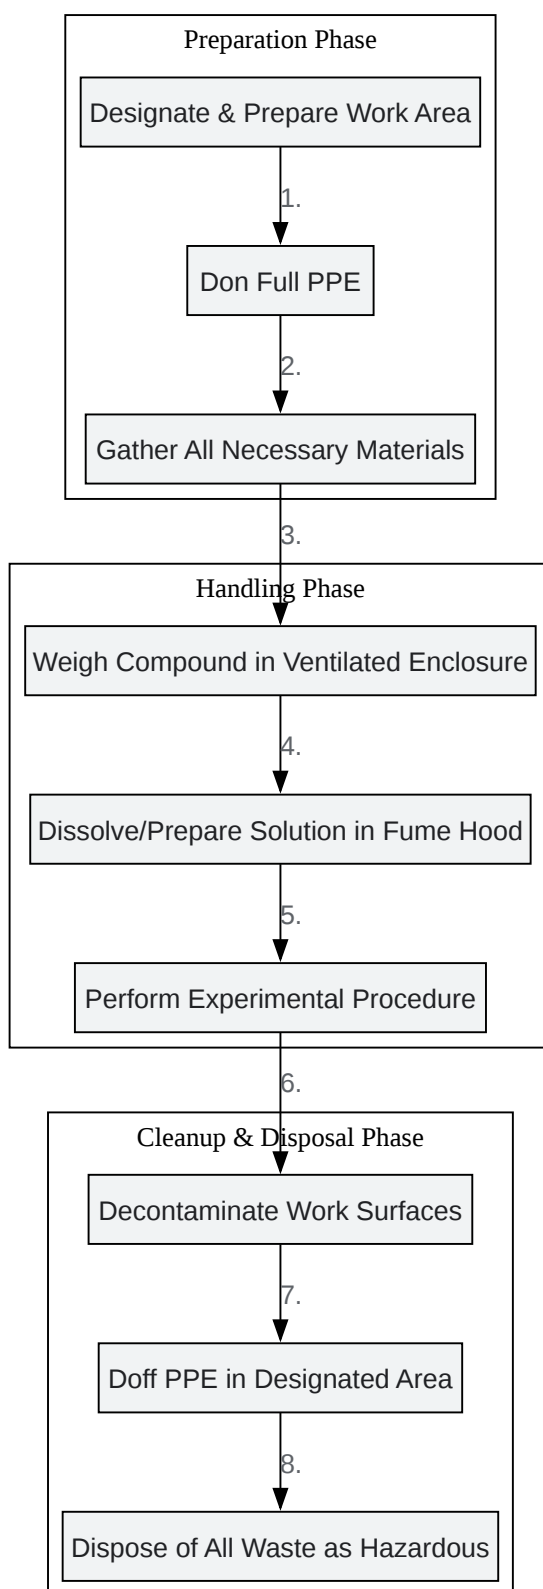 Preparation Phase
Designate & Prepare Work Area
1.
Don Full PPE
2.
Gather All Necessary Materials
3.
Handling Phase
Weigh Compound in Ventilated Enclosure
4.
Dissolve/Prepare Solution in Fume Hood
5.
Perform Experimental Procedure
6.
Cleanup & Disposal Phase
Decontaminate Work Surfaces
7.
Doff PPE in Designated Area
8.
Dispose of All Waste as Hazardous